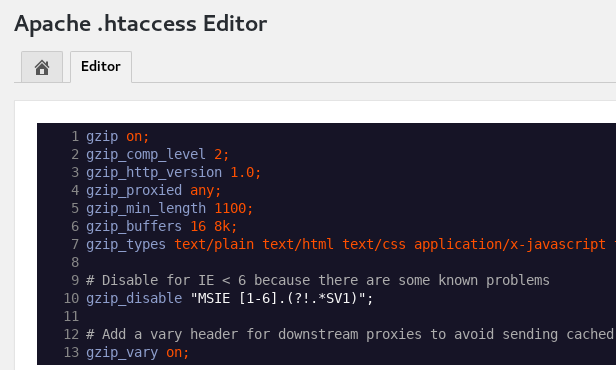 Apache .htaccess Editor
Editor
1 gzip on;
2 gzip_comp_level 2;
3 gzip_http_version 1.0;
4 gzip_proxied any;
5 gzip_min_length 1100;
6 gzip_buffers 16 8k;
7 gzip_types text/plain text/html text/css application/x-javascript
8
9 # Disable for IE < 6 because there are some known problems
10 gzip_disable "MSIE [1-6].(?!.*SV1)";
11
12 # Add a vary header for downstream proxies to avoid sending cached
13 gzip_vary on;